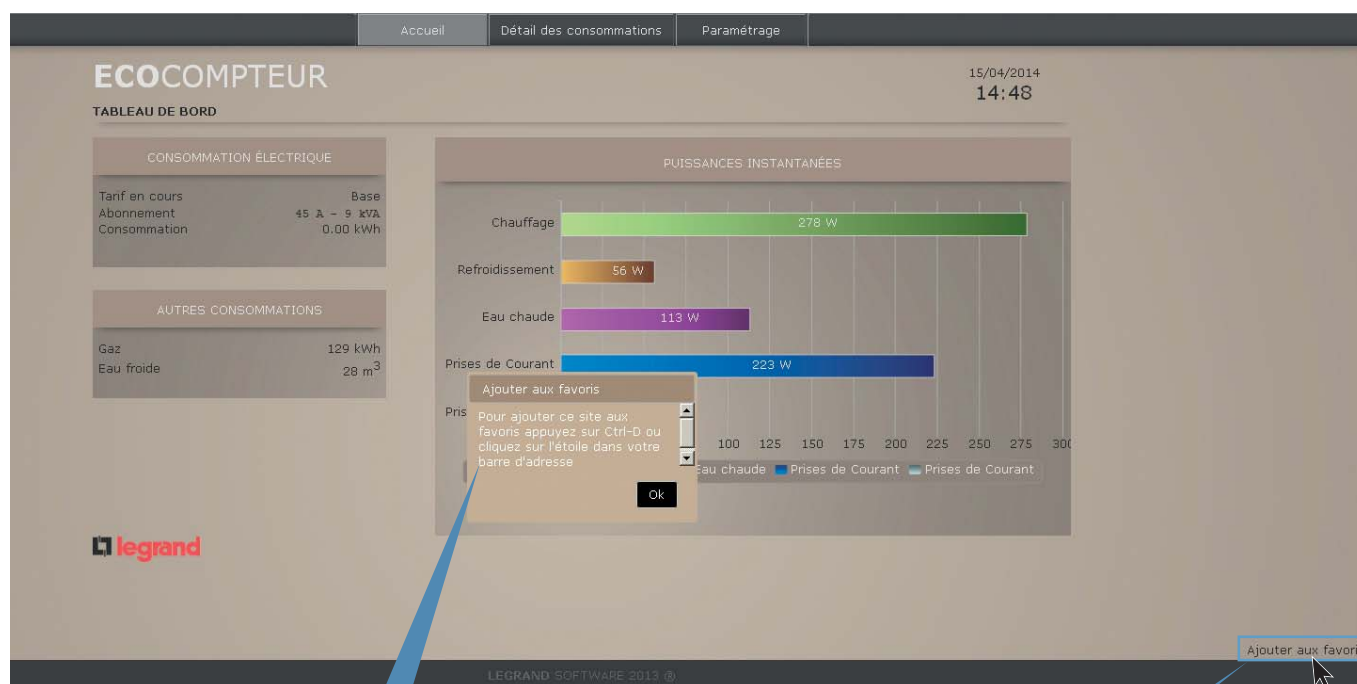 Accueil
Détail des consommations
Paramétrage
ECOCOMPTEUR
TABLEAU DE BORD
15/04/2014
14:48
CONSOMMATION ÉLECTRIQUE
Tarif en cours Base
Abonnement 45 A - 9 kVA
Consommation 0.00 kWh
AUTRES CONSOMMATIONS
Gaz 129 kWh
Eau froide 28 m³
PUISSANCES INSTANTANÉES
Chauffage 278 W
Refroidissement 56 W
Eau chaude 113 W
Prises de Courant 223 W
Pris
100 125 150 175 200 225 250 275 300
Eau chaude Prises de Courant Prises de Courant
Ajouter aux favoris
Pour ajouter ce site aux
favoris appuyez sur Ctrl-D ou
cliquez sur l'étoile dans votre
barre d'adresse
Ok
legrand
Ajouter aux favori
LEGRAND SOFTWARE 2013 ®